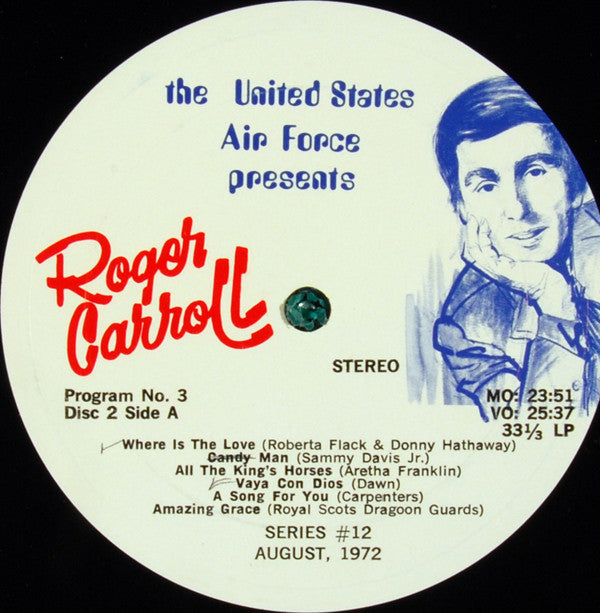 the United States
Air Force
presents
Roger
Carroll
STEREO
Program No. 3
Disc 2 Side A
MO: 23:51
VO: 25:37
33⅓ LP
Where Is The Love (Roberta Flack & Donny Hathaway)
Candy Man (Sammy Davis Jr.)
All The King's Horses (Aretha Franklin)
Vaya Con Dios (Dawn)
A Song For You (Carpenters)
Amazing Grace (Royal Scots Dragoon Guards)
SERIES #12
AUGUST, 1972